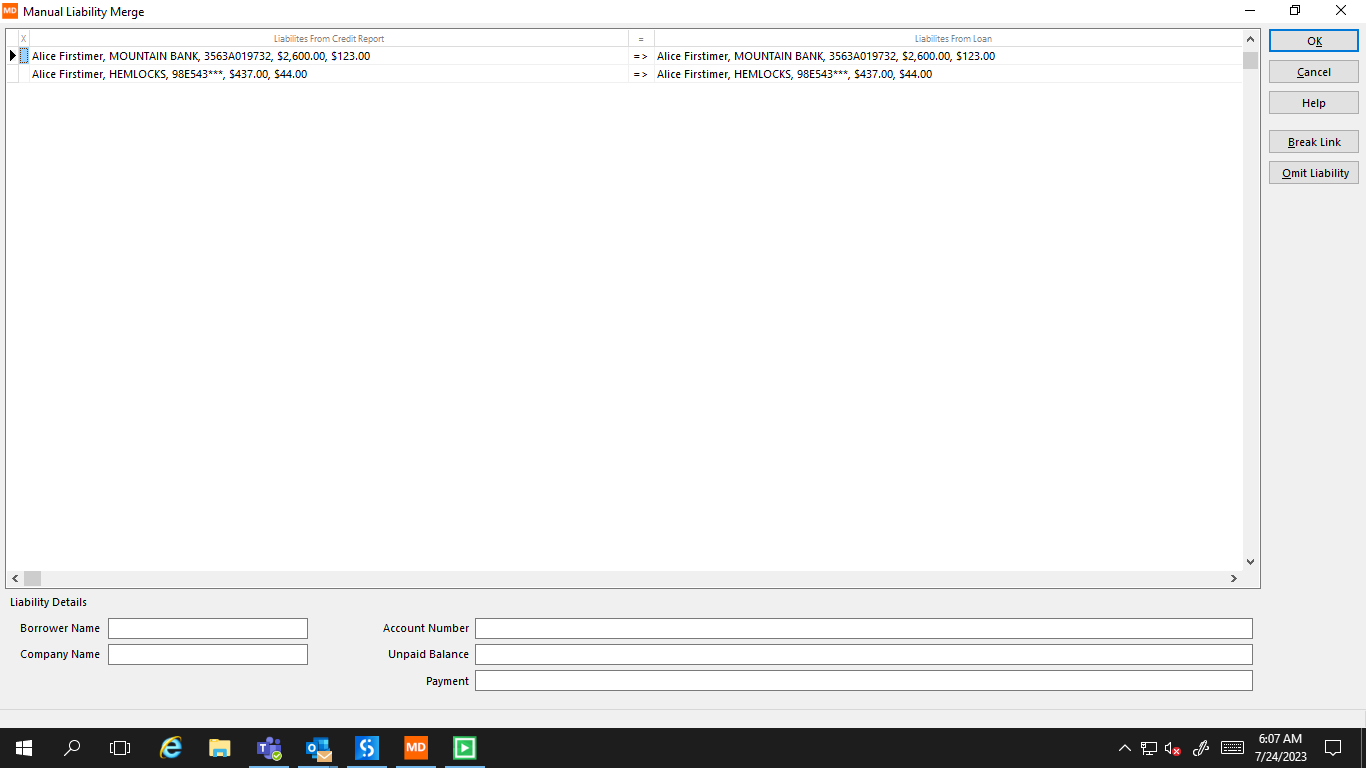 MD Manual Liability Merge
X Liabilites From Credit Report = Liabilites From Loan
Alice Firstimer, MOUNTAIN BANK, 3563A019732, $2,600.00, $123.00 => Alice Firstimer, MOUNTAIN BANK, 3563A019732, $2,600.00, $123.00
Alice Firstimer, HEMLOCKS, 98E543***, $437.00, $44.00 => Alice Firstimer, HEMLOCKS, 98E543***, $437.00, $44.00
OK
Cancel
Help
Break Link
Omit Liability
Liability Details
Borrower Name Account Number
Company Name Unpaid Balance
Payment
MD
6:07 AM
7/24/2023